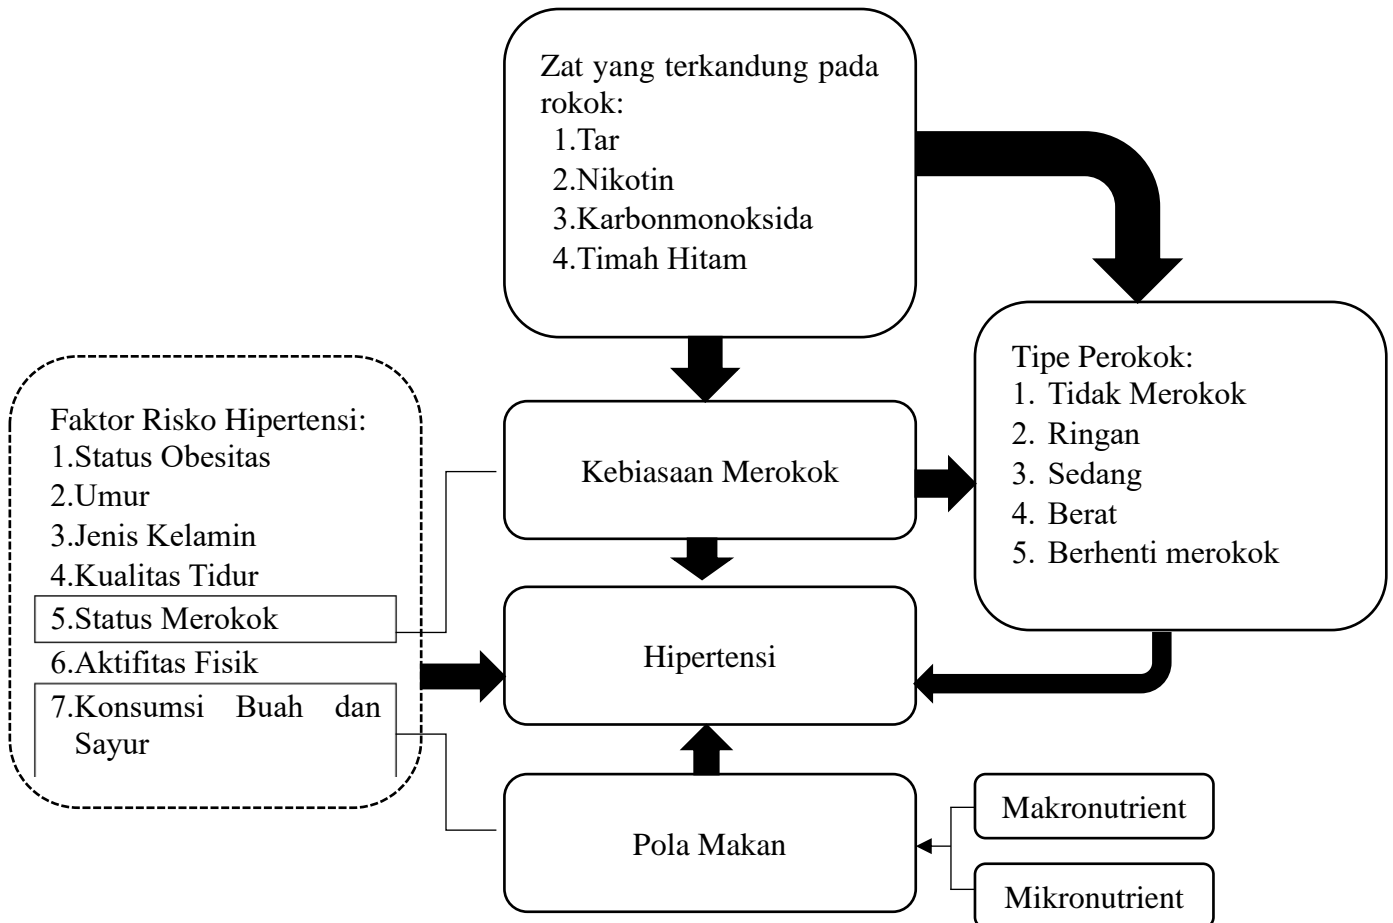 Zat yang terkandung pada
rokok:
1.Tar
2.Nikotin
3.Karbonmonoksida
4.Timah Hitam
Tipe Perokok:
1. Tidak Merokok
2. Ringan
3. Sedang
4. Berat
5. Berhenti merokok
Faktor Risko Hipertensi:
1.Status Obesitas
2.Umur
3.Jenis Kelamin
4.Kualitas Tidur
5.Status Merokok
6.Aktifitas Fisik
7.Konsumsi Buah dan
Sayur
Kebiasaan Merokok
Hipertensi
Pola Makan
Makronutrient
Mikronutrient